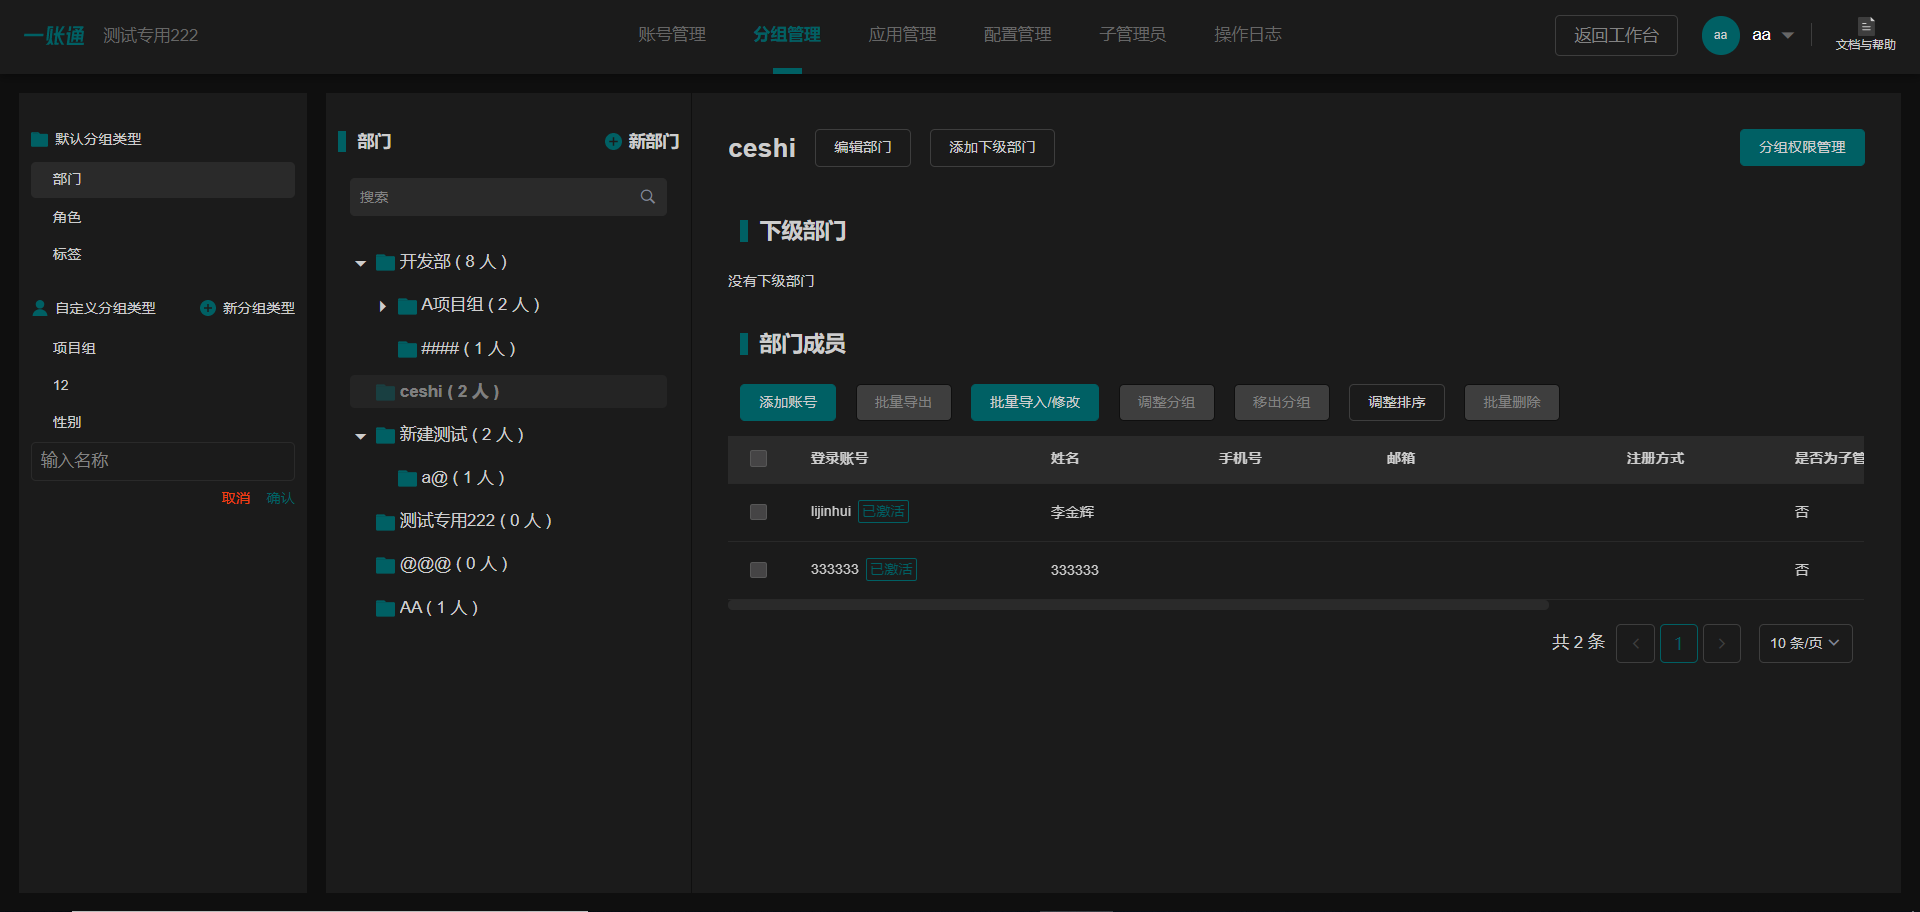 一账通 测试专用222 账号管理 分组管理 应用管理 配置管理 子管理员 操作日志 返回工作台 aa aa 文档与帮助
默认分组类型
部门
角色
标签
自定义分组类型 新分组类型
项目组
12
性别
输入名称
取消 确认
部门 新部门
搜索
开发部 ( 8 人 )
A项目组 ( 2 人 )
#### ( 1 人 )
ceshi ( 2 人 )
新建测试 ( 2 人 )
a@ ( 1 人 )
测试专用222 ( 0 人 )
@@@ ( 0 人 )
AA ( 1 人 )
ceshi 编辑部门 添加下级部门 分组权限管理
下级部门
没有下级部门
部门成员
添加账号 批量导出 批量导入/修改 调整分组 移出分组 调整排序 批量删除
登录账号 姓名 手机号 邮箱 注册方式 是否为子管
lijinhui 已激活 李金辉 否
333333 已激活 333333 否
共 2 条 1 10 条/页